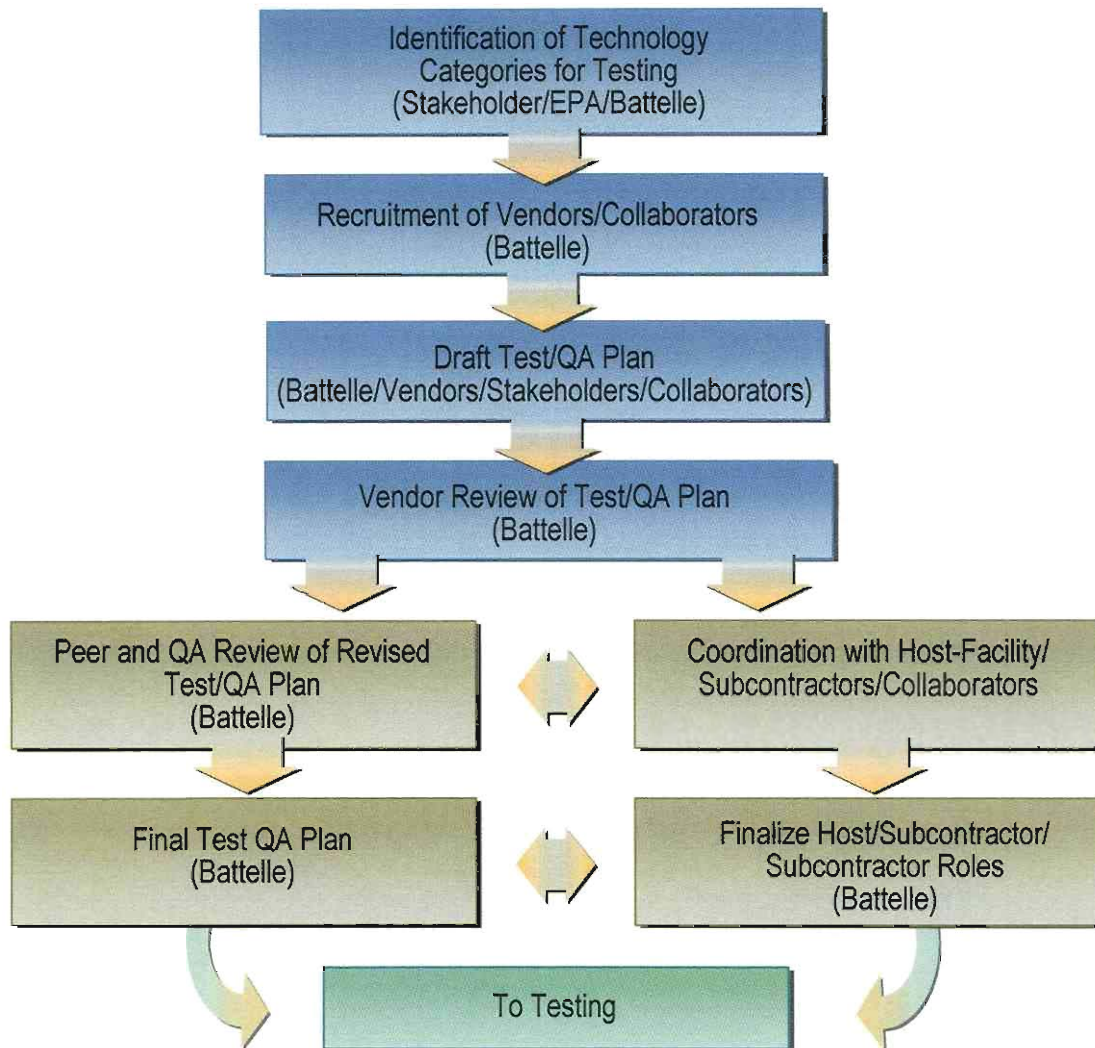 Identification of Technology
Categories for Testing
(Stakeholder/EPA/Battelle)
Recruitment of Vendors/Collaborators
(Battelle)
Draft Test/QA Plan
(Battelle/Vendors/Stakeholders/Collaborators)
Vendor Review of Test/QA Plan
(Battelle)
Peer and QA Review of Revised
Test/QA Plan
(Battelle)
Coordination with Host-Facility/
Subcontractors/Collaborators
Final Test QA Plan
(Battelle)
Finalize Host/Subcontractor/
Subcontractor Roles
(Battelle)
To Testing